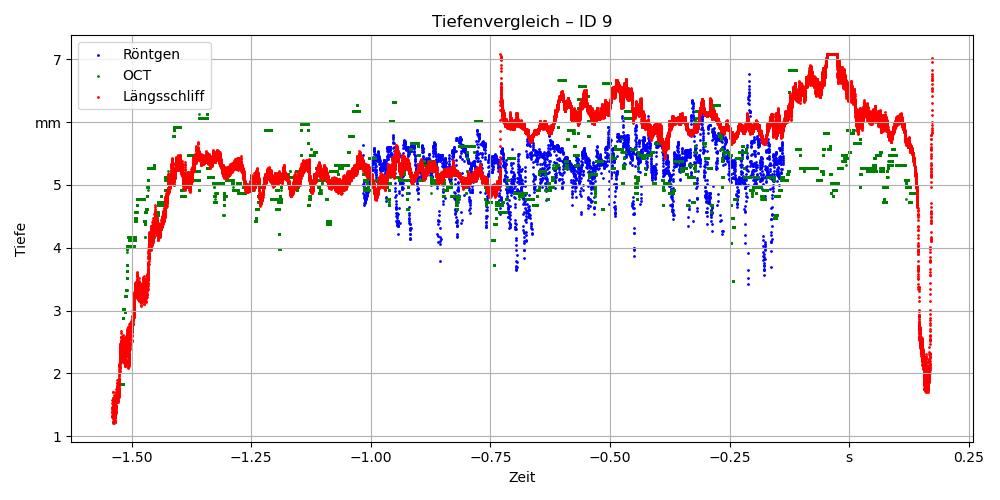 Tiefenvergleich – ID 9
Röntgen
OCT
Längsschliff
7
mm
5
4
3
2
1
Tiefe
−1.50
−1.25
−1.00
−0.75
−0.50
−0.25
s
0.25
Zeit